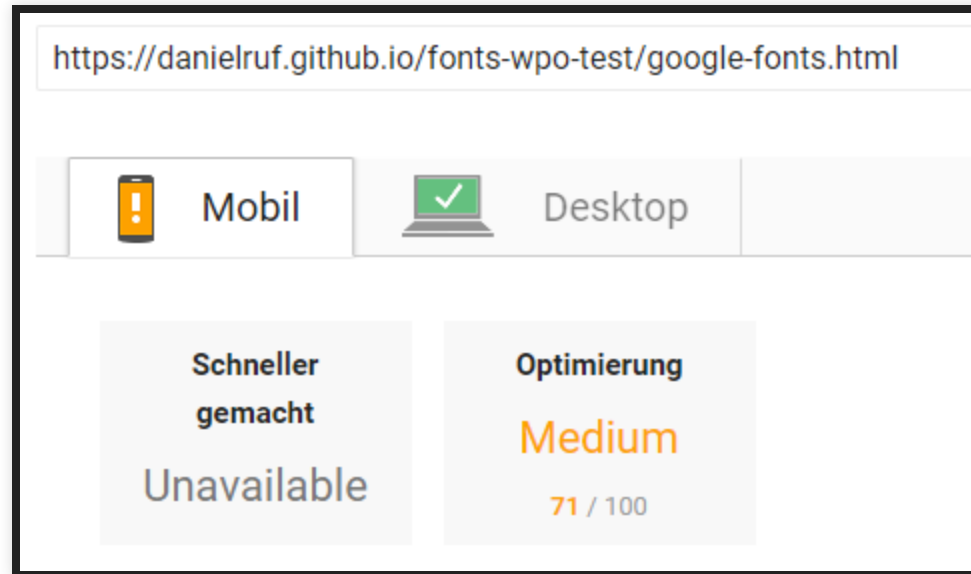 https://danielruf.github.io/fonts-wpo-test/google-fonts.html
Mobil
Desktop
Schneller
gemacht
Unavailable
Optimierung
Medium
71 / 100